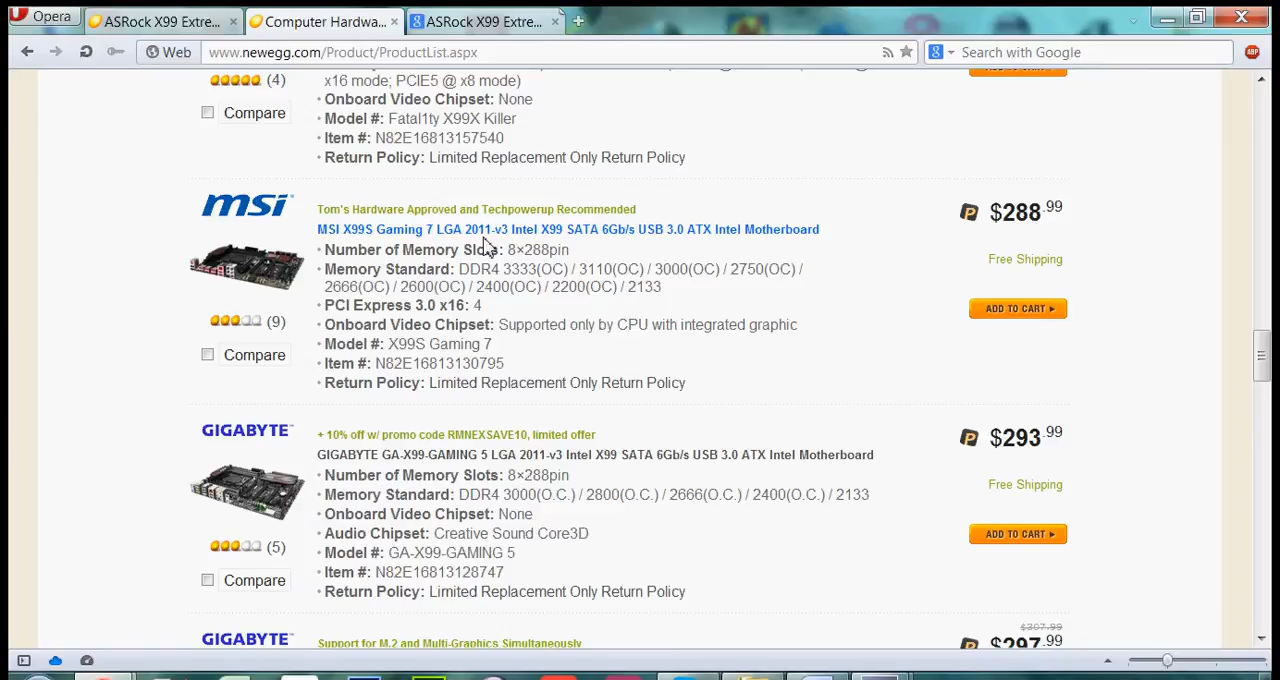 Opera
ASRock X99 Extre...
Computer Hardwa...
ASRock X99 Extre...
Web
www.newegg.com/Product/ProductList.aspx
Search with Google
ABP
x16 mode; PCIE5 @ x8 mode)
(4)
• Onboard Video Chipset: None
Compare
• Model #: Fatal1ty X99X Killer
• Item #: N82E16813157540
• Return Policy: Limited Replacement Only Return Policy
msi
Tom's Hardware Approved and Techpowerup Recommended
$288.99
MSI X99S Gaming 7 LGA 2011-v3 Intel X99 SATA 6Gb/s USB 3.0 ATX Intel Motherboard
• Number of Memory Slots: 8×288pin
Free Shipping
• Memory Standard: DDR4 3333(OC) / 3110(OC) / 3000(OC) / 2750(OC) /
2666(OC) / 2600(OC) / 2400(OC) / 2200(OC) / 2133
• PCI Express 3.0 x16: 4
ADD TO CART
(9)
• Onboard Video Chipset: Supported only by CPU with integrated graphic
• Model #: X99S Gaming 7
Compare
• Item #: N82E16813130795
• Return Policy: Limited Replacement Only Return Policy
GIGABYTE™
+ 10% off w/ promo code RMNEXSAVE10, limited offer
$293.99
GIGABYTE GA-X99-GAMING 5 LGA 2011-v3 Intel X99 SATA 6Gb/s USB 3.0 ATX Intel Motherboard
• Number of Memory Slots: 8×288pin
Free Shipping
• Memory Standard: DDR4 3000(O.C.) / 2800(O.C.) / 2666(O.C.) / 2400(O.C.) / 2133
• Onboard Video Chipset: None
• Audio Chipset: Creative Sound Core3D
ADD TO CART
(5)
• Model #: GA-X99-GAMING 5
• Item #: N82E16813128747
Compare
• Return Policy: Limited Replacement Only Return Policy
GIGABYTE™
Support for M.2 and Multi-Graphics Simultaneously
$307.99
$297.99